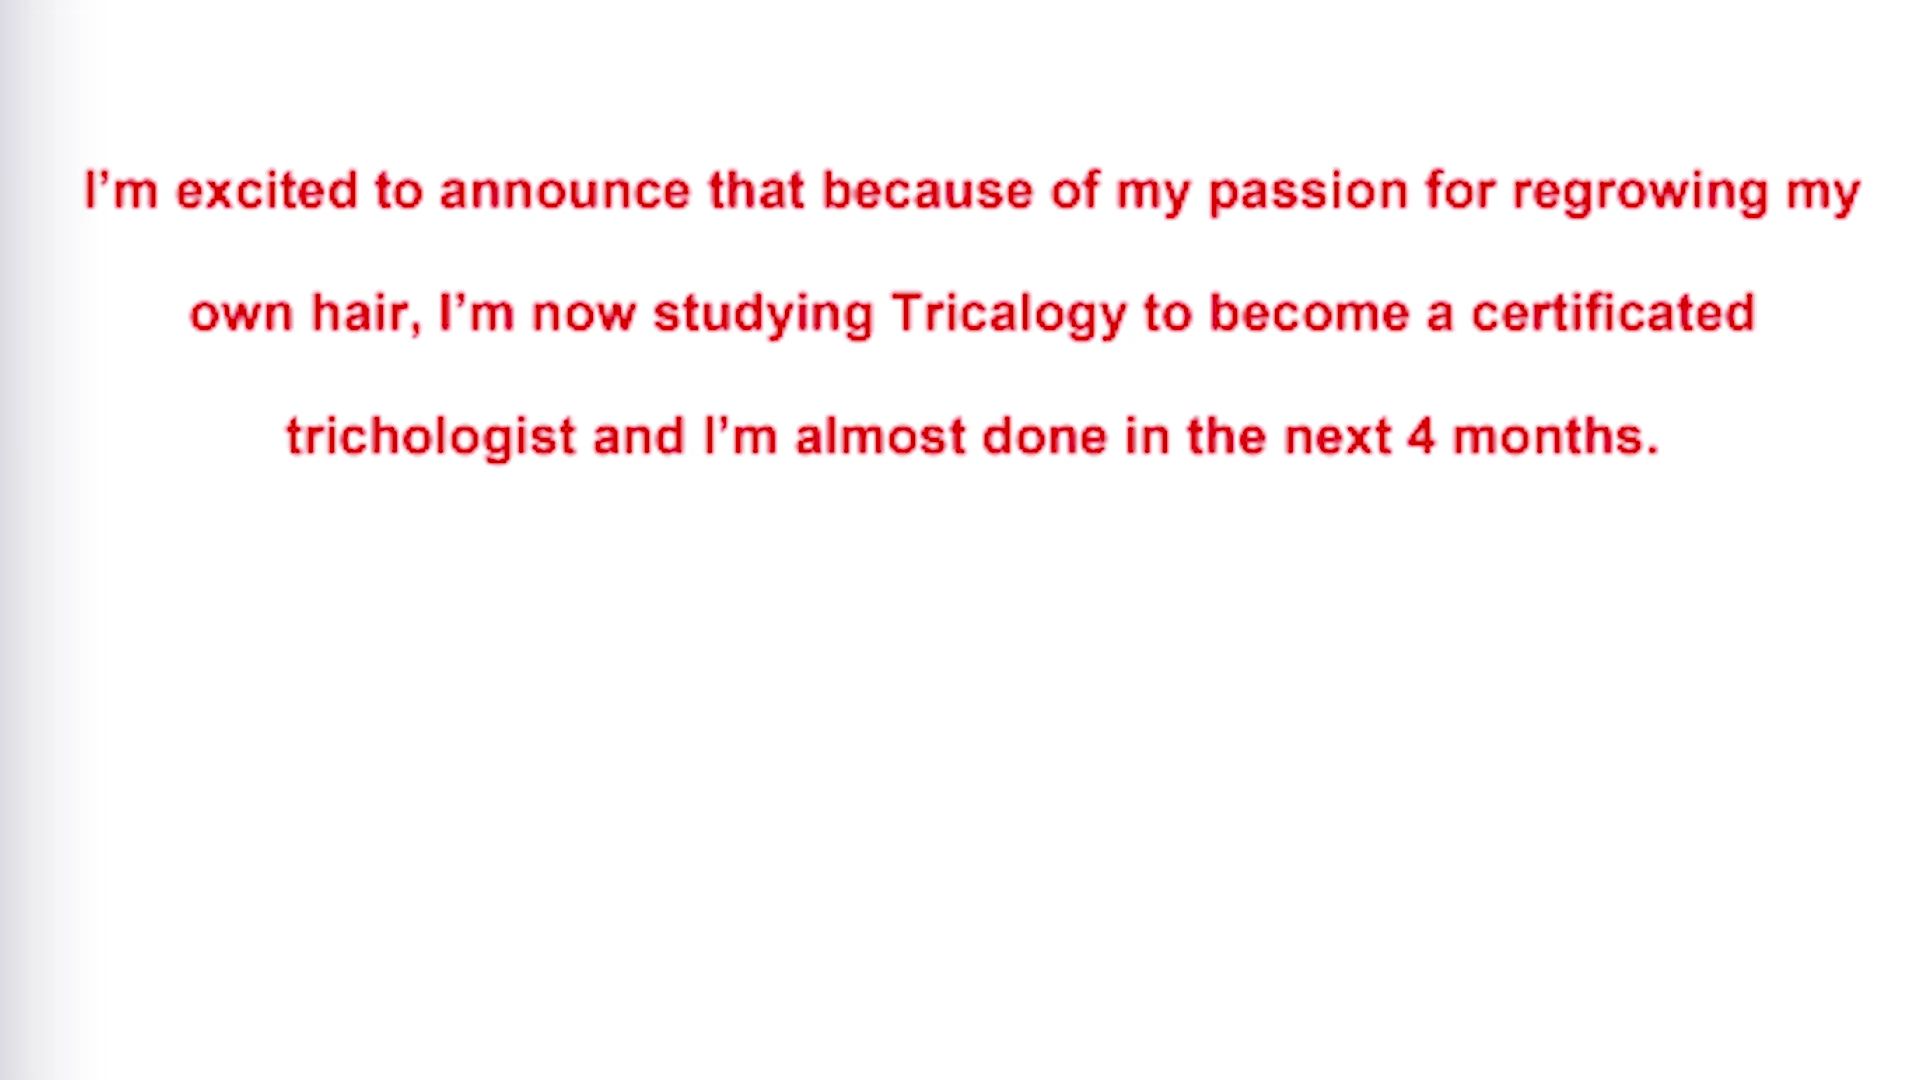 I’m excited to announce that because of my passion for regrowing my
own hair, I’m now studying Tricalogy to become a certificated
trichologist and I’m almost done in the next 4 months.